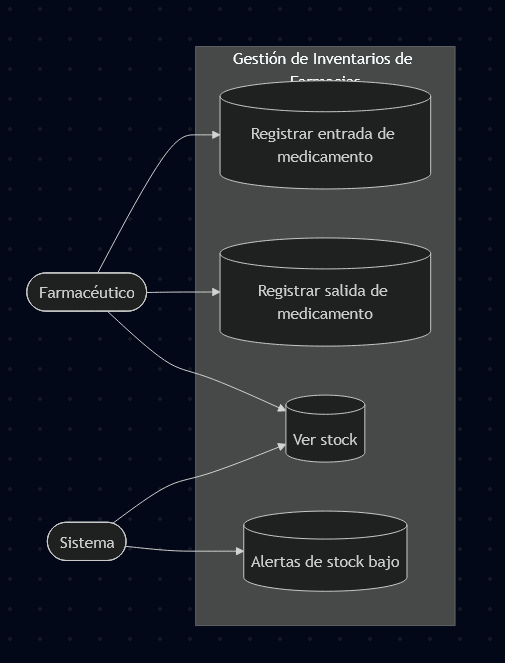 Gestión de Inventarios de
Farmacias
Registrar entrada de
medicamento
Farmacéutico
Registrar salida de
medicamento
Ver stock
Sistema
Alertas de stock bajo